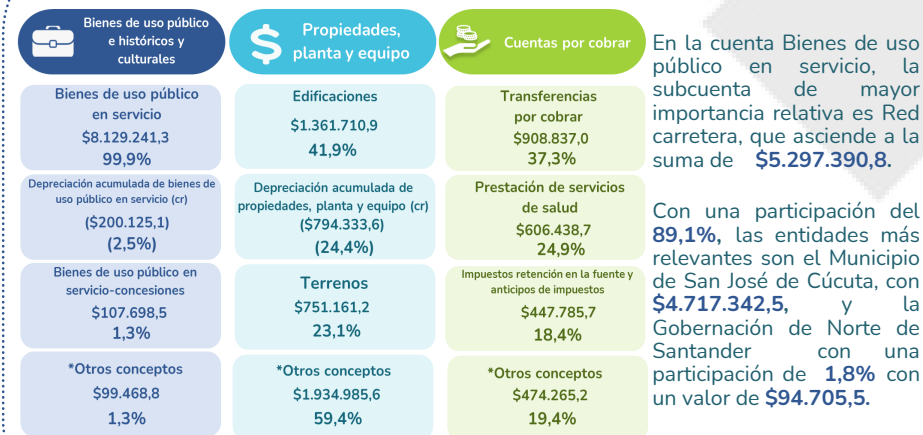 Bienes de uso público
e históricos y
culturales
Bienes de uso público
en servicio
$8.129.241,3
99,9%
Depreciación acumulada de bienes de
uso público en servicio (cr)
($200.125,1)
(2,5%)
Bienes de uso público en
servicio-concesiones
$107.698,5
1,3%
*Otros conceptos
$99.468,8
1,3%
Propiedades,
planta y equipo
Edificaciones
$1.361.710,9
41,9%
Depreciación acumulada de
propiedades, planta y equipo (cr)
($794.333,6)
(24,4%)
Terrenos
$751.161,2
23,1%
*Otros conceptos
$1.934.985,6
59,4%
Cuentas por cobrar
Transferencias
por cobrar
$908.837,0
37,3%
Prestación de servicios
de salud
$606.438,7
24,9%
Impuestos retención en la fuente y
anticipos de impuestos
$447.785,7
18,4%
*Otros conceptos
$474.265,2
19,4%
En la cuenta Bienes de uso
público en servicio, la
subcuenta de mayor
importancia relativa es Red
carretera, que asciende a la
suma de $5.297.390,8.
Con una participación del
89,1%, las entidades más
relevantes son el Municipio
de San José de Cúcuta, con
$4.717.342,5, y la
Gobernación de Norte de
Santander con una
participación de 1,8% con
un valor de $94.705,5.